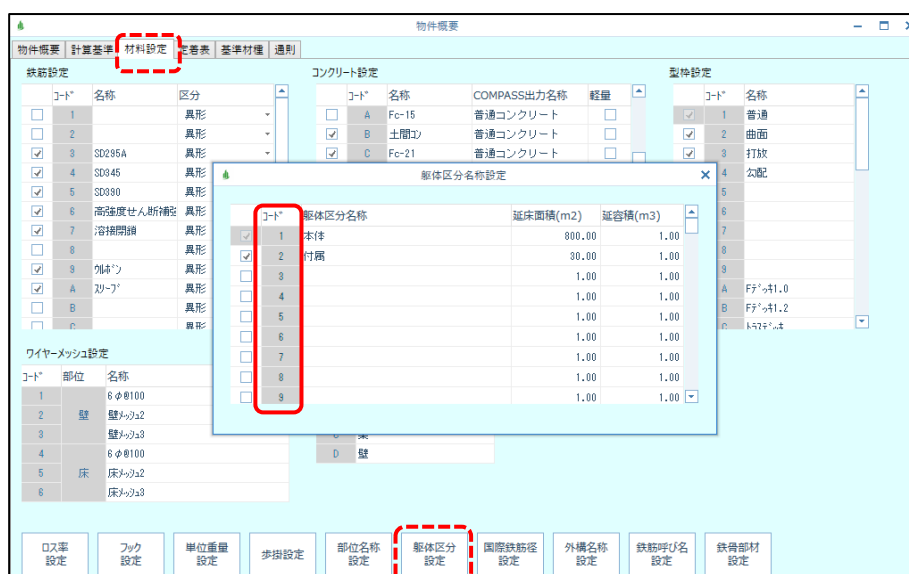 物件概要
物件概要 計算基準 材料設定 定着表 基準材種 通則
鉄筋設定
コード 名称 区分
1 異形
2 異形
3 SD295A 異形
4 SD345 異形
5 SD390 異形
6 高強度せん断補強 異形
7 溶接閉鎖 異形
8 異形
9 ウルボン 異形
A スリーブ 異形
B 異形
C 異形
コンクリート設定
コード 名称 COMPASS出力名称 軽量
A Fc-15 普通コンクリート
B 土間コン 普通コンクリート
C Fc-21 普通コンクリート
型枠設定
コード 名称
1 普通
2 曲面
3 打放
4 勾配
5
6
7
8
9
A Fデッキ1.0
B Fデッキ1.2
C トラスデッキ
躯体区分名称設定
コード 躯体区分名称 延床面積(m2) 延容積(m3)
1 本体 800.00 1.00
2 付属 30.00 1.00
3 1.00 1.00
4 1.00 1.00
5 1.00 1.00
6 1.00 1.00
7 1.00 1.00
8 1.00 1.00
9 1.00 1.00
ワイヤーメッシュ設定
コード 部位 名称
1 6φ@100
2 壁 壁メッシュ2
3 壁メッシュ3
4 6φ@100
5 床 床メッシュ2
6 床メッシュ3
D 壁
ロス率設定
フック設定
単位重量設定
歩掛設定
部位名称設定
躯体区分設定
国際鉄筋径設定
外構名称設定
鉄筋呼び名設定
鉄骨部材設定